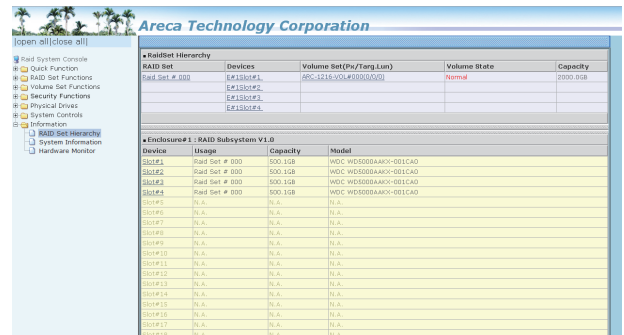 Areca Technology Corporation
|open all|close all|
Raid System Console
Quick Function
RAID Set Functions
Volume Set Functions
Security Functions
Physical Drives
System Controls
Information
RAID Set Hierarchy
System Information
Hardware Monitor
RaidSet Hierarchy
RAID Set Devices Volume Set(Px/Targ.Lun) Volume State Capacity
Raid Set # 000 E#1Slot#1 ARC-1216-VOL#000(0/0/0) Normal 2000.0GB
E#1Slot#2
E#1Slot#3
E#1Slot#4
Enclosure#1 : RAID Subsystem V1.0
Device Usage Capacity Model
Slot#1 Raid Set # 000 500.1GB WDC WD5000AAKX-001CA0
Slot#2 Raid Set # 000 500.1GB WDC WD5000AAKX-001CA0
Slot#3 Raid Set # 000 500.1GB WDC WD5000AAKX-001CA0
Slot#4 Raid Set # 000 500.1GB WDC WD5000AAKX-001CA0
Slot#5 N.A. N.A. N.A.
Slot#6 N.A. N.A. N.A.
Slot#7 N.A. N.A. N.A.
Slot#8 N.A. N.A. N.A.
Slot#9 N.A. N.A. N.A.
Slot#10 N.A. N.A. N.A.
Slot#11 N.A. N.A. N.A.
Slot#12 N.A. N.A. N.A.
Slot#13 N.A. N.A. N.A.
Slot#14 N.A. N.A. N.A.
Slot#15 N.A. N.A. N.A.
Slot#16 N.A. N.A. N.A.
Slot#17 N.A. N.A. N.A.